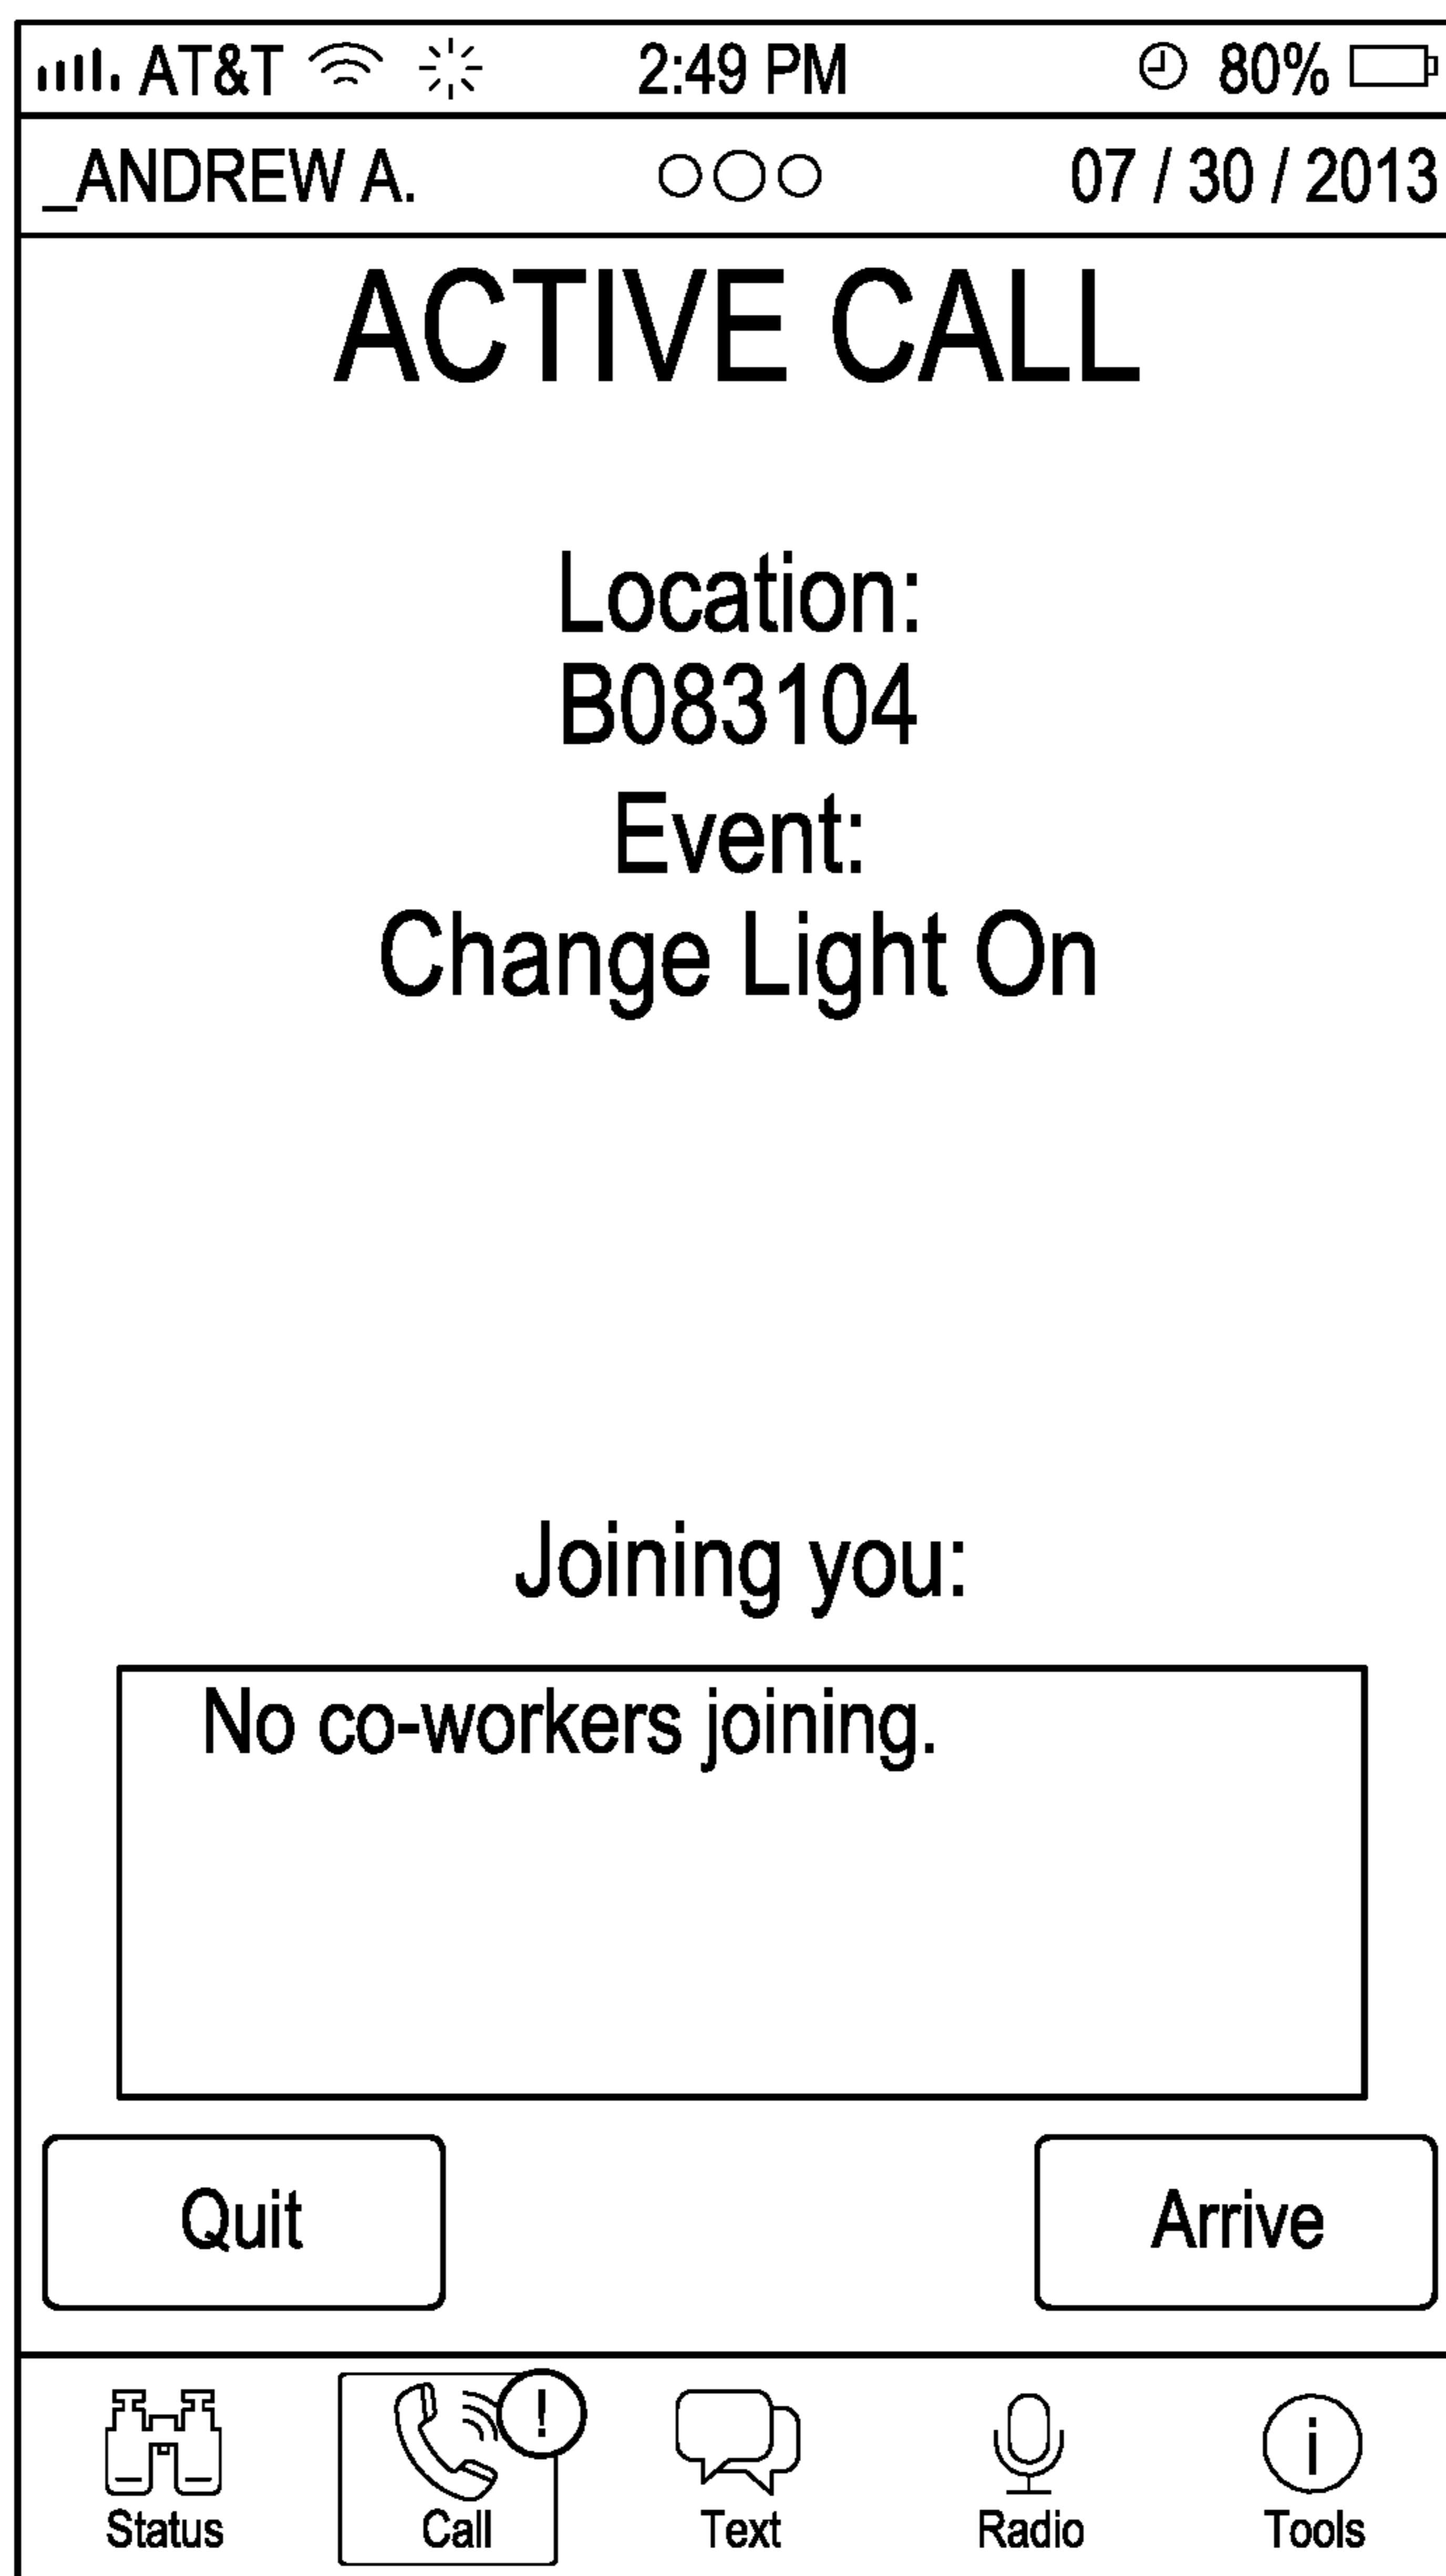 AT&T 2:49 PM 80%
_ANDREW A. 07 / 30 / 2013
ACTIVE CALL
Location:
B083104
Event:
Change Light On
Joining you:
No co-workers joining.
Quit Arrive
!
i
Status Call Text Radio Tools